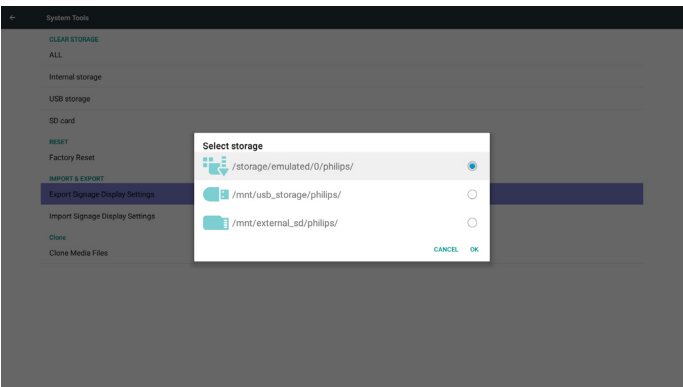 System Tools
CLEAR STORAGE
ALL
Internal storage
USB storage
SD card
RESET
Factory Reset
IMPORT & EXPORT
Export Signage Display Settings
Import Signage Display Settings
Clone
Clone Media Files
Select storage
/storage/emulated/0/philips/
/mnt/usb_storage/philips/
/mnt/external_sd/philips/
CANCEL OK